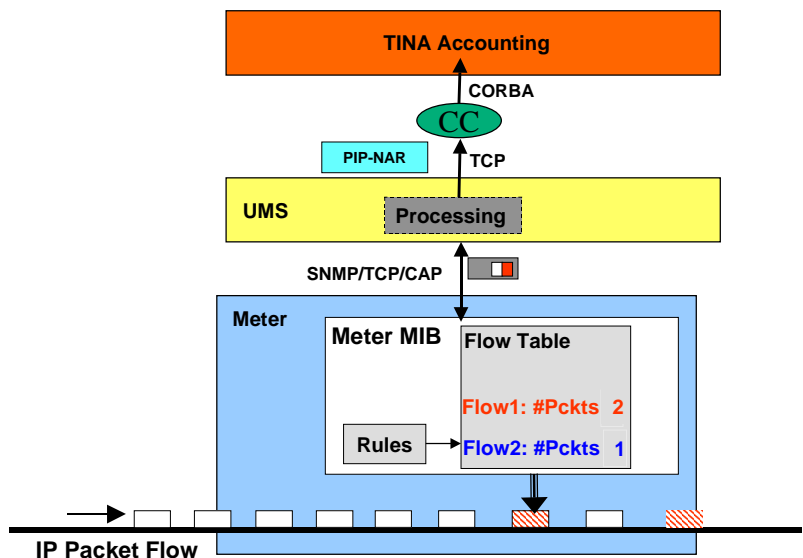 TINA Accounting
CORBA
CC
PIP-NAR
TCP
UMS
Processing
SNMP/TCP/CAP
Meter
Meter MIB
Flow Table
Flow1: #Pckts 2
Rules
Flow2: #Pckts 1
IP Packet Flow